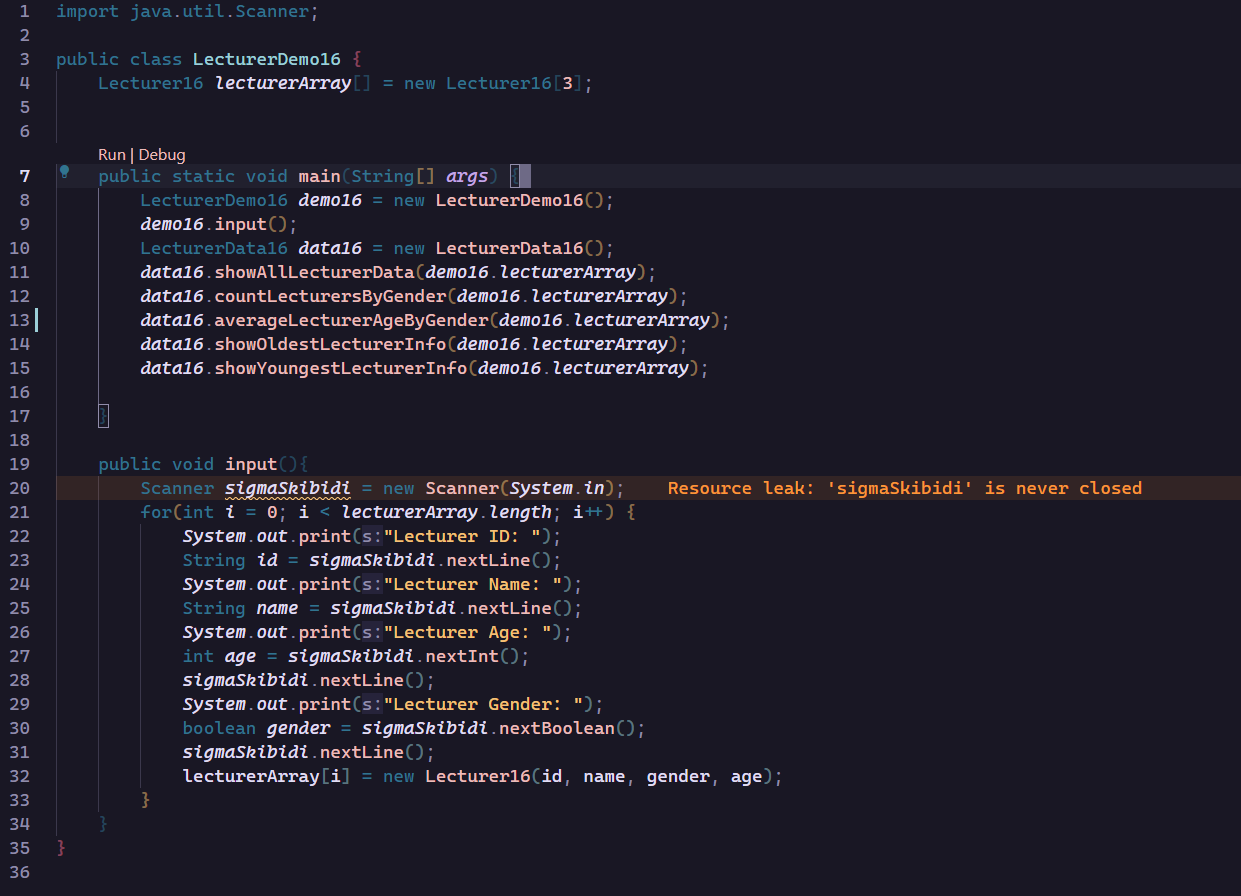 1 import java.util.Scanner;
2
3 public class LecturerDemo16 {
4 Lecturer16 lecturerArray[] = new Lecturer16[3];
5
6
Run | Debug
7 public static void main(String[] args) {
8 LecturerDemo16 demo16 = new LecturerDemo16();
9 demo16.input();
10 LecturerData16 data16 = new LecturerData16();
11 data16.showAllLecturerData(demo16.lecturerArray);
12 data16.countLecturersByGender(demo16.lecturerArray);
13 data16.averageLecturerAgeByGender(demo16.lecturerArray);
14 data16.showOldestLecturerInfo(demo16.lecturerArray);
15 data16.showYoungestLecturerInfo(demo16.lecturerArray);
16
17 }
18
19 public void input(){
20 Scanner sigmaSkibidi = new Scanner(System.in); Resource leak: 'sigmaSkibidi' is never closed
21 for(int i = 0; i < lecturerArray.length; i++) {
22 System.out.print(s:"Lecturer ID: ");
23 String id = sigmaSkibidi.nextLine();
24 System.out.print(s:"Lecturer Name: ");
25 String name = sigmaSkibidi.nextLine();
26 System.out.print(s:"Lecturer Age: ");
27 int age = sigmaSkibidi.nextInt();
28 sigmaSkibidi.nextLine();
29 System.out.print(s:"Lecturer Gender: ");
30 boolean gender = sigmaSkibidi.nextBoolean();
31 sigmaSkibidi.nextLine();
32 lecturerArray[i] = new Lecturer16(id, name, gender, age);
33 }
34 }
35 }
36